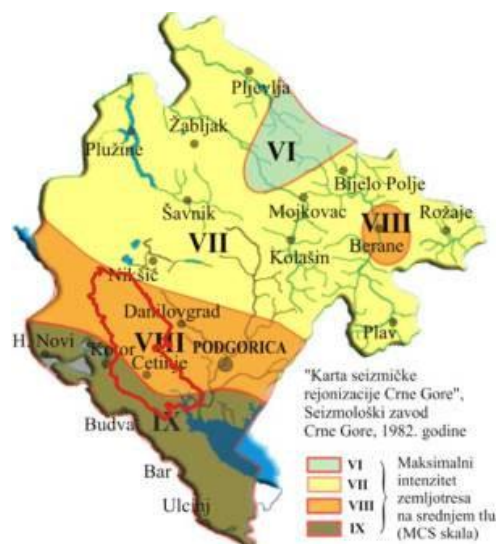 Pljevlja
Žabljak
VI
Plužine
Bijelo Polje
Šavnik
Mojkovac
VIII
Rožaje
VII
Berane
Kolašin
Nikšić
Danilovgrad
Plav
H. Novi
VIII
PODGORICA
Kotor
Cetinje
Budva
IX
Bar
Ulcinj
"Karta seizmičke
rejonizacije Crne Gore",
Seizmološki zavod
Crne Gore, 1982. godine
VI
VII
VIII
IX
Maksimalni
intenzitet
zemljotresa
na srednjem tlu
(MCS skala)